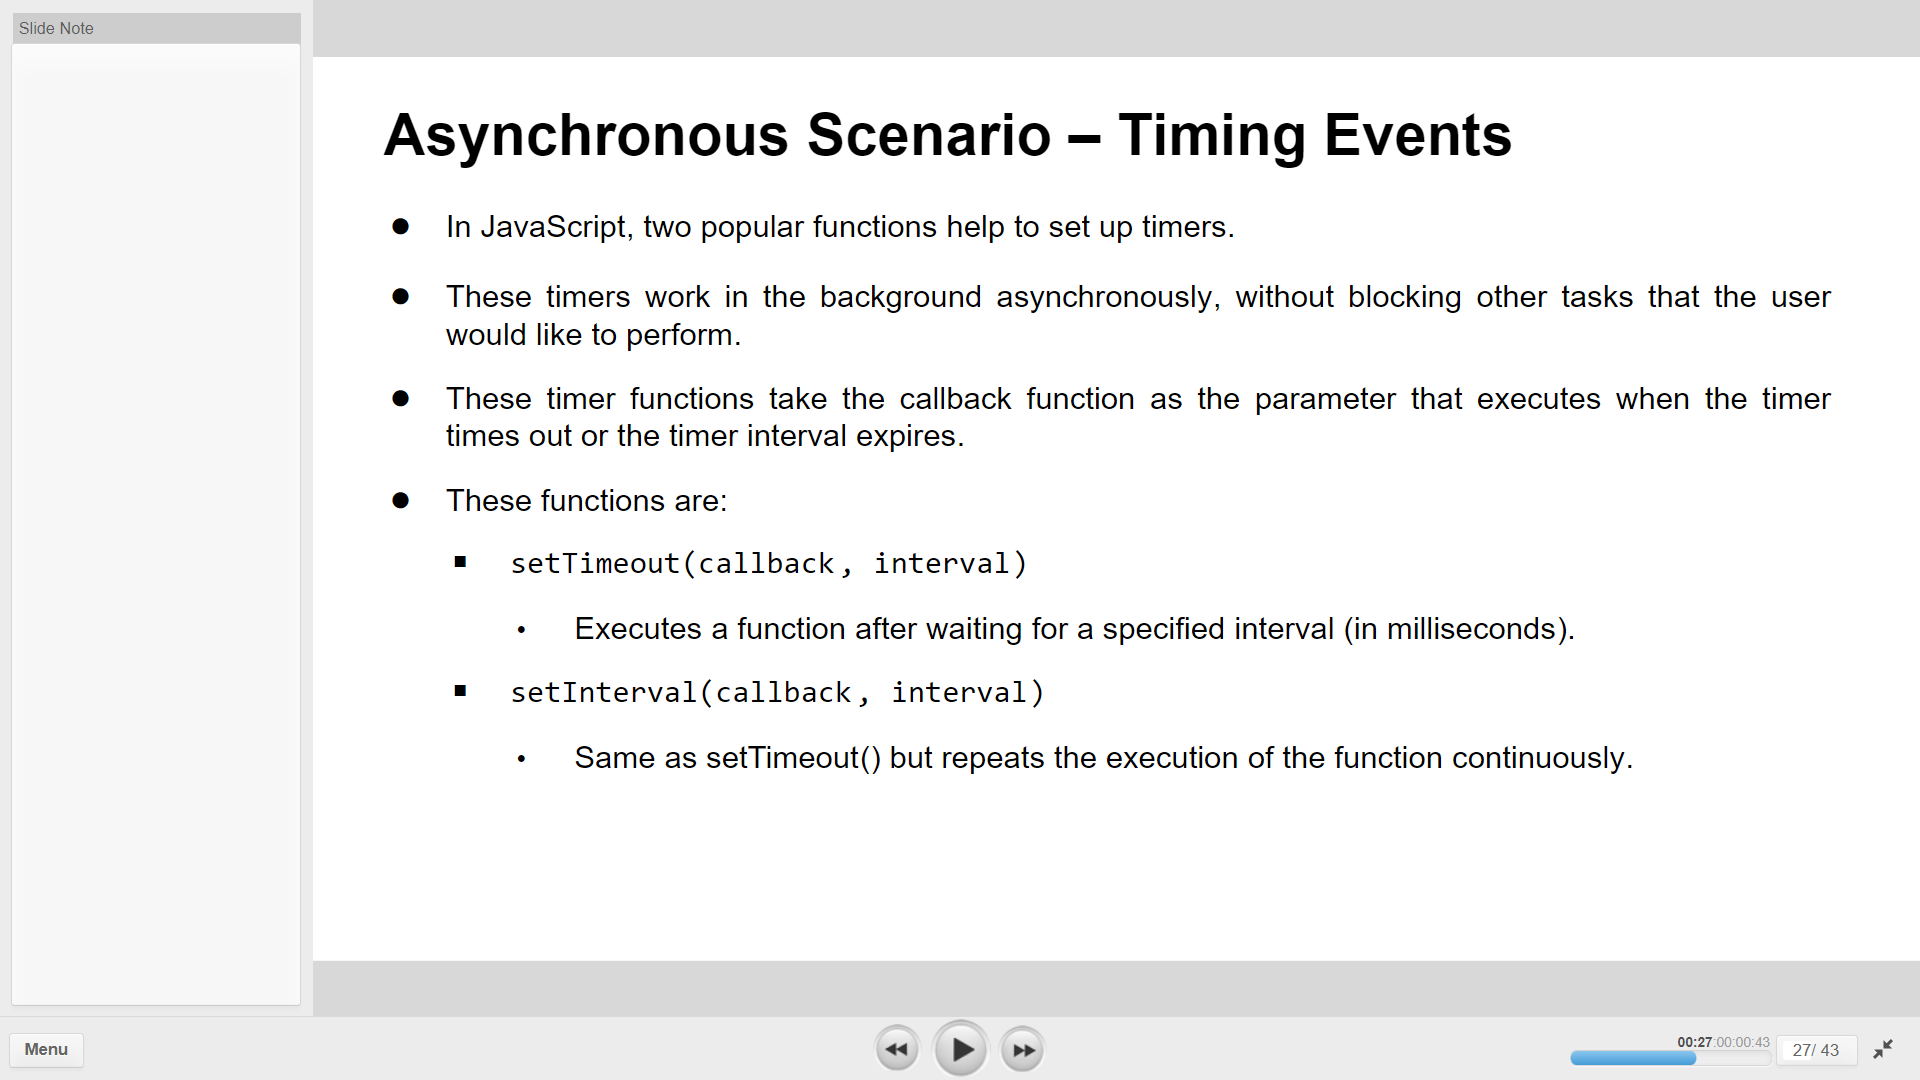 Slide Note
Asynchronous Scenario – Timing Events
● In JavaScript, two popular functions help to set up timers.
● These timers work in the background asynchronously, without blocking other tasks that the user
would like to perform.
● These timer functions take the callback function as the parameter that executes when the timer
times out or the timer interval expires.
● These functions are:
▪ setTimeout(callback, interval)
• Executes a function after waiting for a specified interval (in milliseconds).
▪ setInterval(callback, interval)
• Same as setTimeout() but repeats the execution of the function continuously.
Menu
00:27:00:00:43
27/ 43